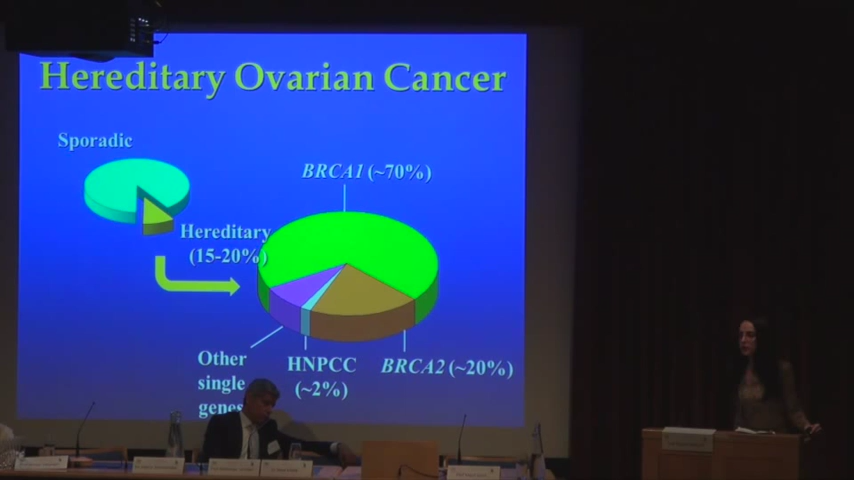 Hereditary Ovarian Cancer
Sporadic
BRCA1 (~70%)
Hereditary
(15-20%)
Other
single
genes
HNPCC
(~2%)
BRCA2 (~20%)